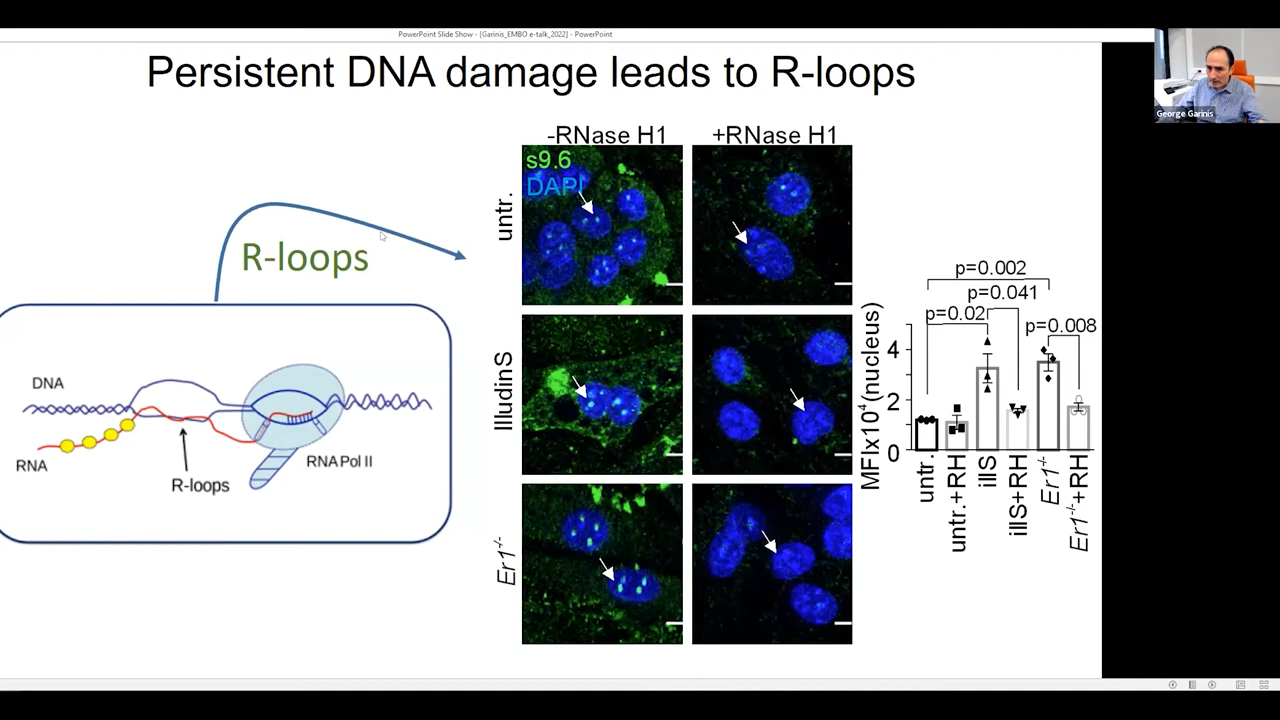 PowerPoint Slide Show - [Garinis_EMBO e-talk_2022] - PowerPoint
George Garinis
Persistent DNA damage leads to R-loops
R-loops
DNA
RNA
R-loops
RNA Pol II
-RNase H1
+RNase H1
s9.6
DAPI
untr.
IlludinS
Er1-/-
p=0.002
p=0.041
p=0.02
p=0.008
MFIx10⁴(nucleus)
4
2
0
untr.
untr.+RH
illS
illS+RH
Er1-/-
Er1-/-+RH